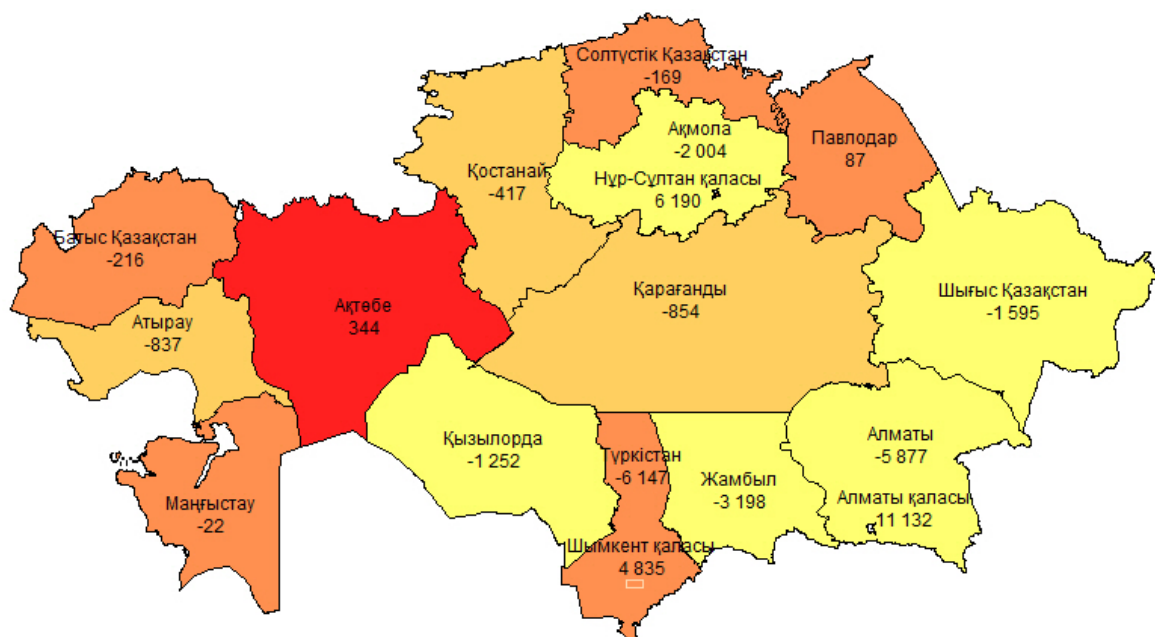 Солтүстік Қазақстан
-169
Ақмола
-2 004
Павлодар
87
Қостанай
-417
Нұр-Сұлтан қаласы
6 190
Батыс Қазақстан
-216
Ақтөбе
344
Қарағанды
-854
Шығыс Қазақстан
-1 595
Атырау
-837
Қызылорда
-1 252
Түркістан
-6 147
Жамбыл
-3 198
Алматы
-5 877
Алматы қаласы
11 132
Маңғыстау
-22
Шымкент қаласы
4 835